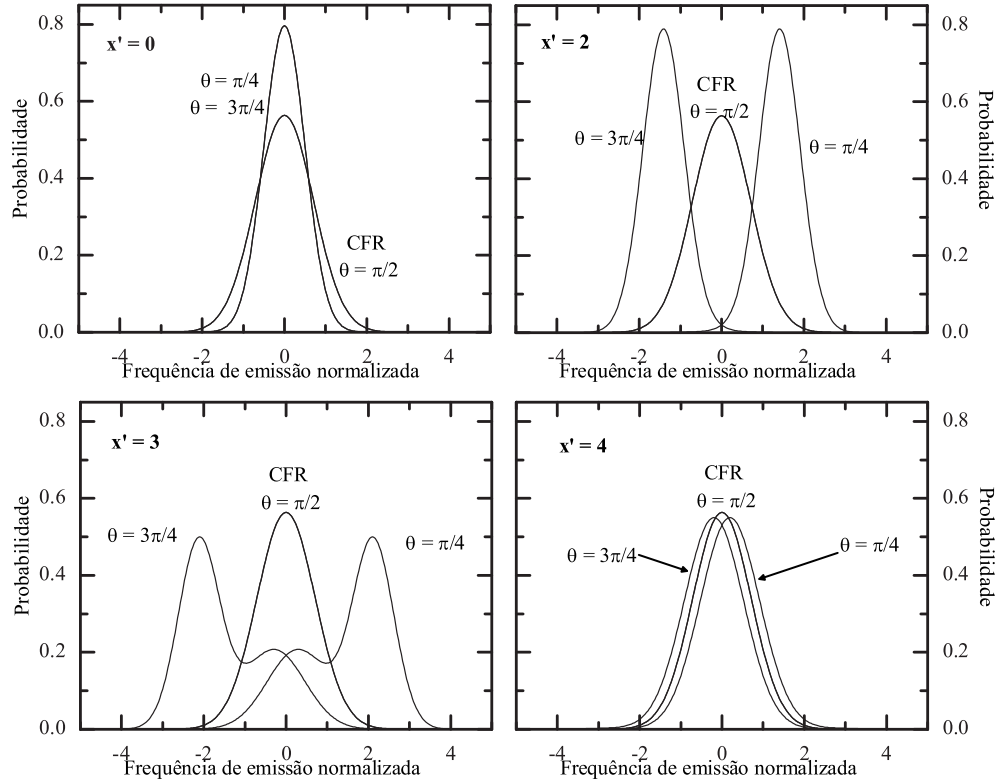 x' = 0
θ = π/4
θ = 3π/4
CFR
θ = π/2
Probabilidade
0.8
0.6
0.4
0.2
0.0
-4
-2
0
2
4
Frequência de emissão normalizada
x' = 2
CFR
θ = π/2
θ = 3π/4
θ = π/4
Probabilidade
0.8
0.6
0.4
0.2
0.0
-4
-2
0
2
4
Frequência de emissão normalizada
x' = 3
CFR
θ = π/2
θ = 3π/4
θ = π/4
Probabilidade
0.8
0.6
0.4
0.2
0.0
-4
-2
0
2
4
Frequência de emissão normalizada
x' = 4
CFR
θ = π/2
θ = 3π/4
θ = π/4
Probabilidade
0.8
0.6
0.4
0.2
0.0
-4
-2
0
2
4
Frequência de emissão normalizada